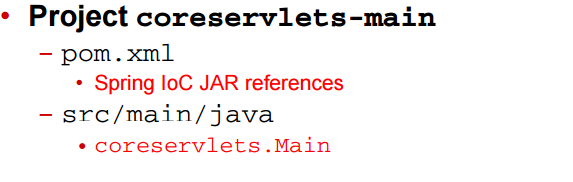 • Project coreservlets-main
– pom.xml
• Spring IoC JAR references
– src/main/java
• coreservlets.Main